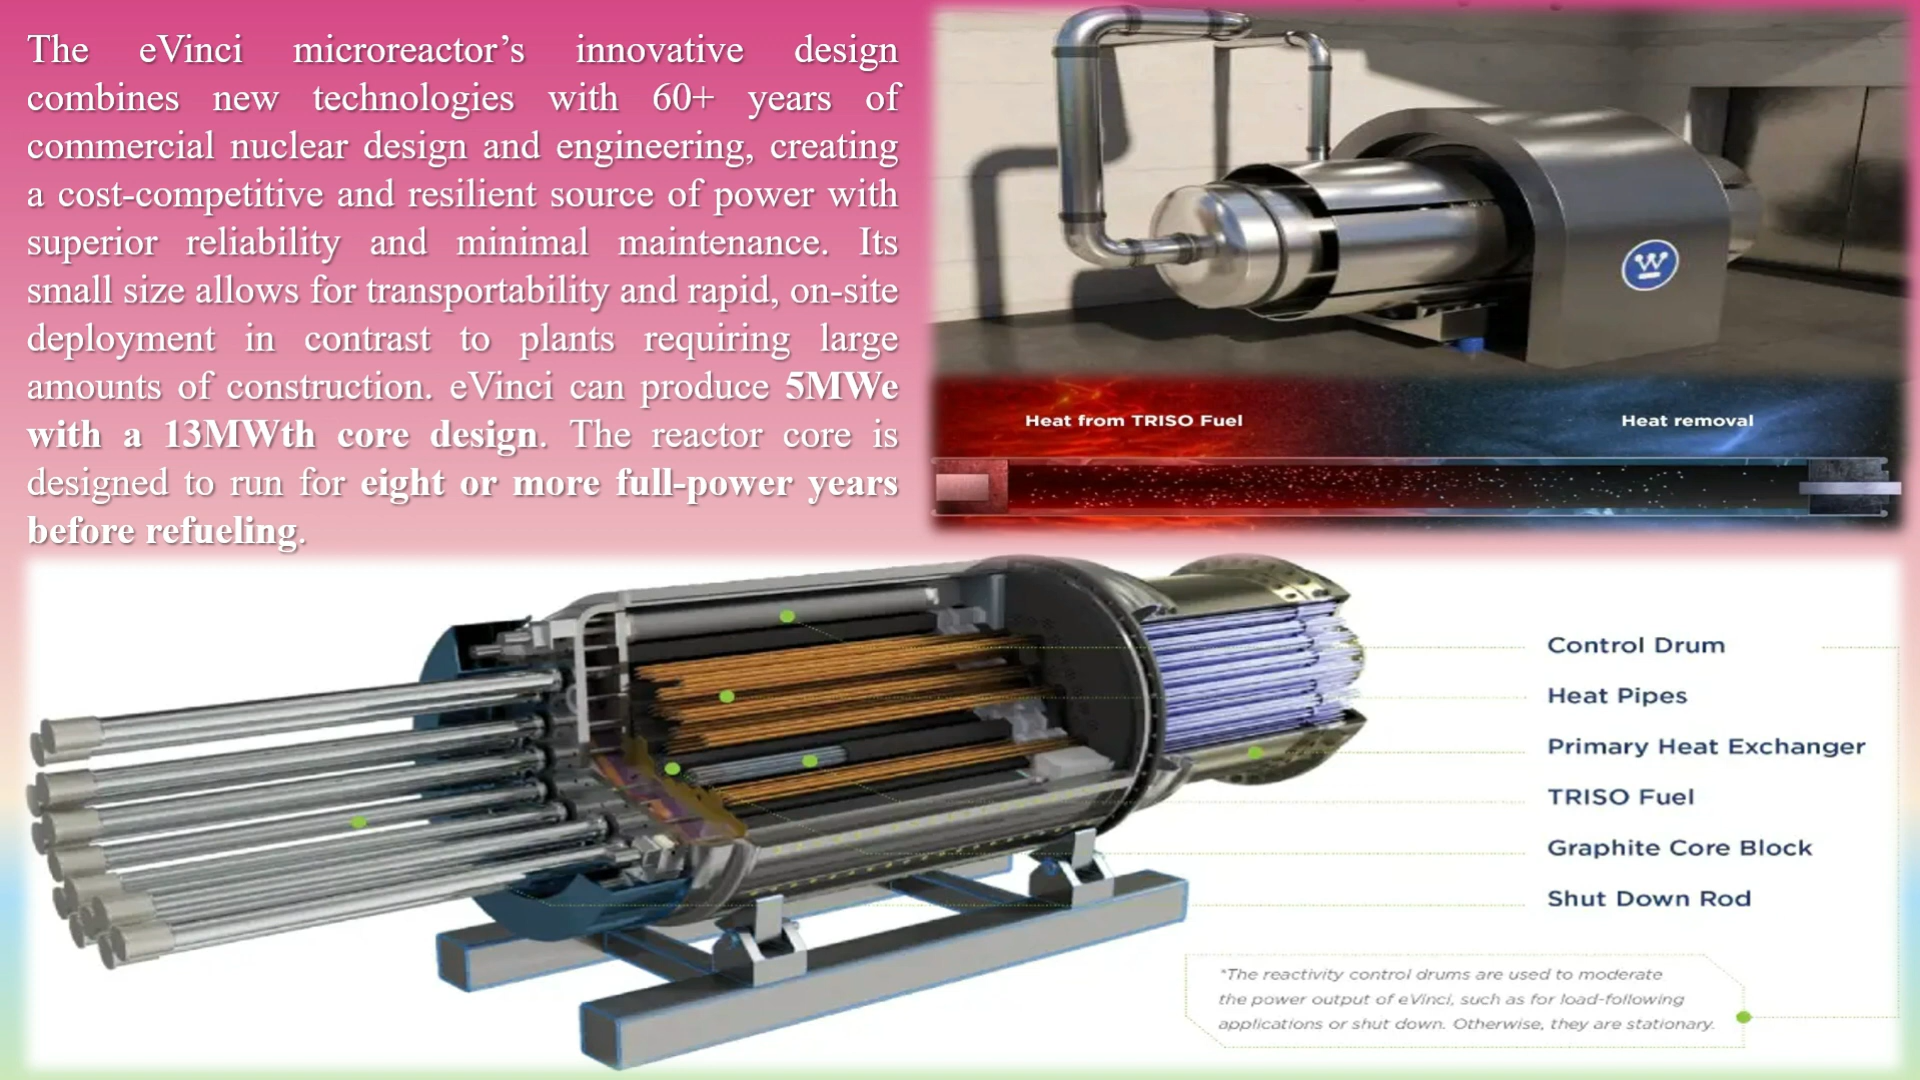 The eVinci microreactor’s innovative design
combines new technologies with 60+ years of
commercial nuclear design and engineering, creating
a cost-competitive and resilient source of power with
superior reliability and minimal maintenance. Its
small size allows for transportability and rapid, on-site
deployment in contrast to plants requiring large
amounts of construction. eVinci can produce 5MWe
with a 13MWth core design. The reactor core is
designed to run for eight or more full-power years
before refueling.
W
Heat from TRISO Fuel
Heat removal
Control Drum
Heat Pipes
Primary Heat Exchanger
TRISO Fuel
Graphite Core Block
Shut Down Rod
*The reactivity control drums are used to moderate
the power output of eVinci, such as for load-following
applications or shut down. Otherwise, they are stationary.